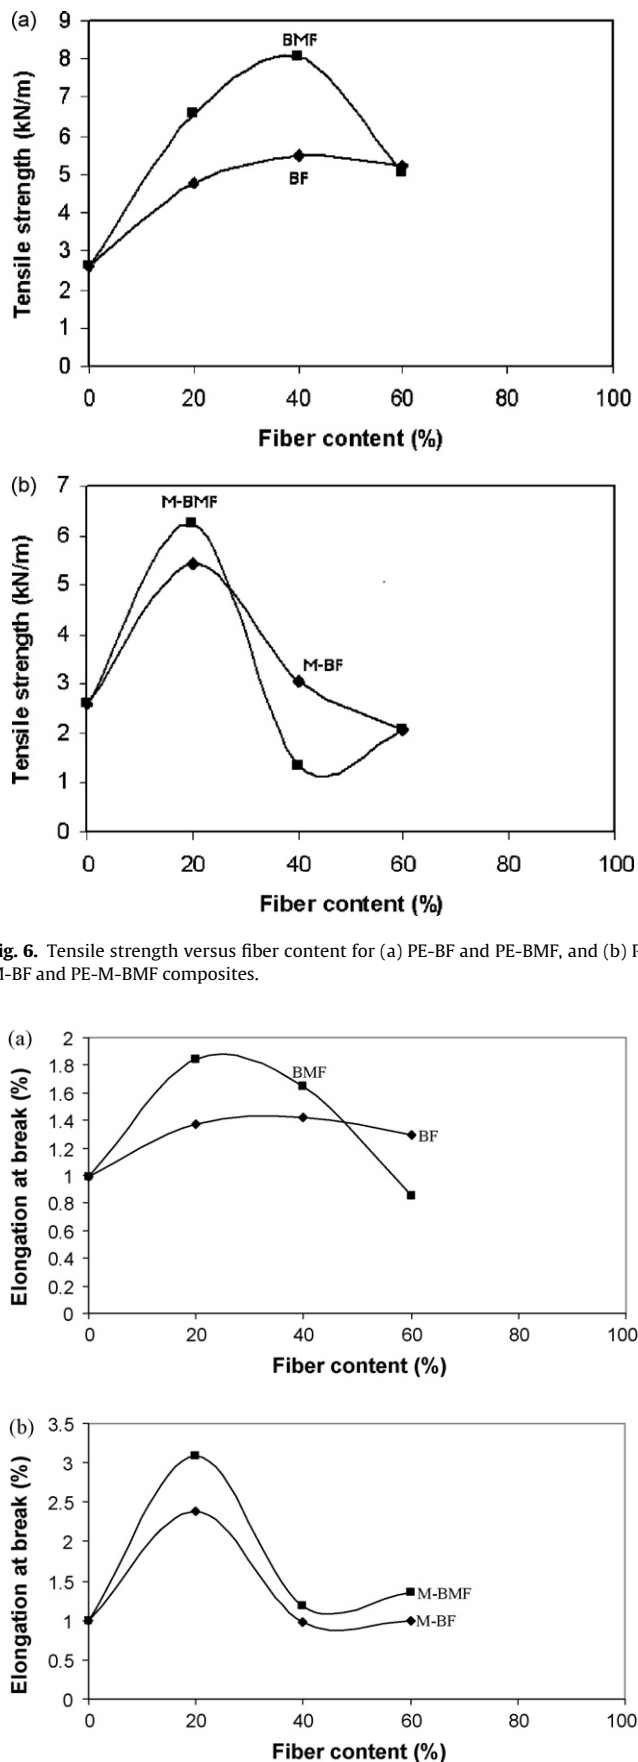 (a)
9
8
7
6
5
4
3
2
1
0
Tensile strength (kN/m)
BMF
BF
0 20 40 60 80 100
Fiber content (%)
(b)
7
6
5
4
3
2
1
0
Tensile strength (kN/m)
M-BMF
M-BF
0 20 40 60 80 100
Fiber content (%)
ig. 6. Tensile strength versus fiber content for (a) PE-BF and PE-BMF, and (b) P
M-BF and PE-M-BMF composites.
(a)
2
1.8
1.6
1.4
1.2
1
0.8
0.6
0.4
0.2
0
Elongation at break (%)
BMF
BF
0 20 40 60 80 100
Fiber content (%)
(b)
3.5
3
2.5
2
1.5
1
0.5
0
Elongation at break (%)
M-BMF
M-BF
0 20 40 60 80 100
Fiber content (%)